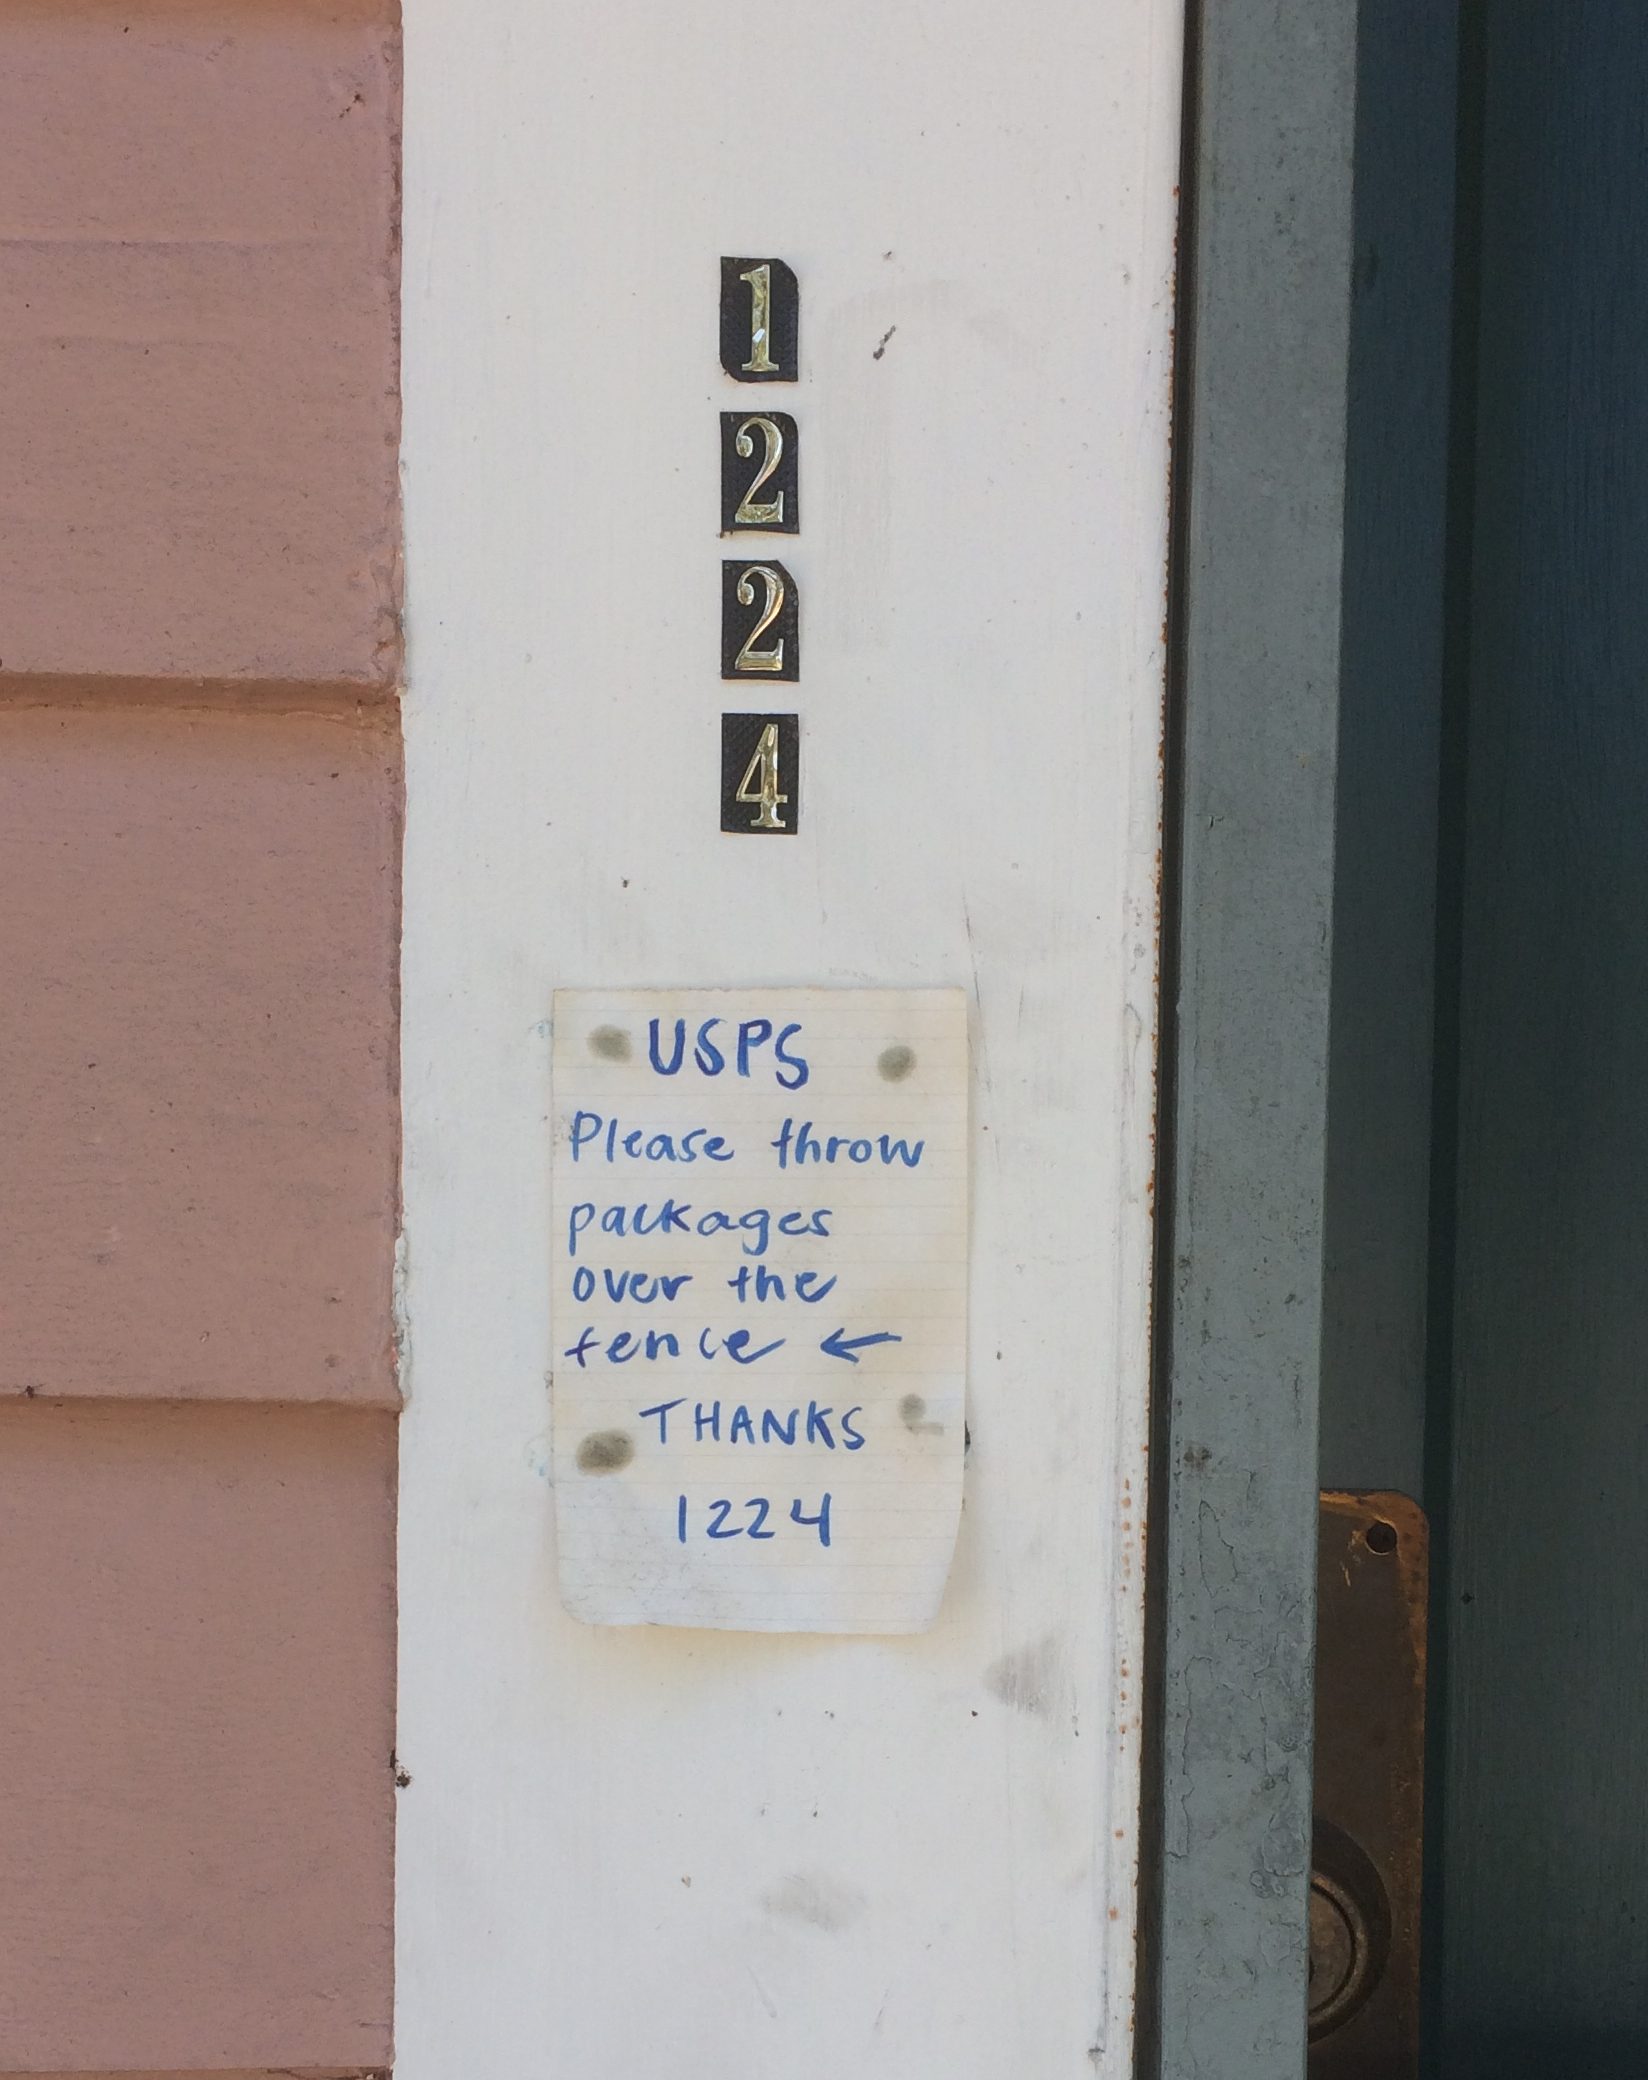 1
2
2
4
USPS
Please throw
packages
over the
fence ←
THANKS
1224